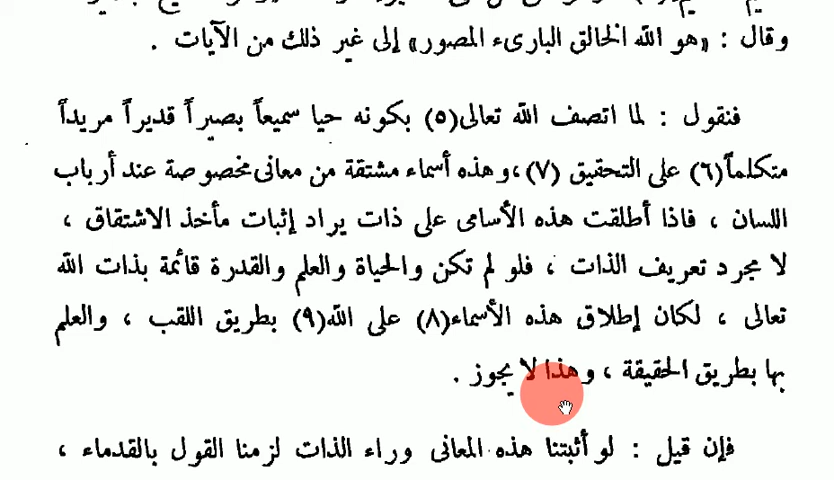 وقال : «هو الله الخالق البارىء المصور» إلى غير ذلك من الآيات .
فنقول : لما اتصف الله تعالى(٥) بكونه حيا سميعاً بصيراً قديراً مريداً
متكلماً(٦) على التحقيق (٧)،وهذه أسماء مشتقة من معانى مخصوصة عند أرباب
اللسان ، فاذا أطلقت هذه الأسامى على ذات يراد إثبات مأخذ الاشتقاق ،
لا مجرد تعريف الذات ، فلو لم تكن والحياة والعلم والقدرة قائمة بذات الله
تعالى ، لكان إطلاق هذه الأسماء(٨) على الله(٩) بطريق اللقب ، والعلم
بها بطريق الحقيقة ، وهذا لا يجوز .
فإن قيل : لو أثبتنا هذه المعانى وراء الذات لزمنا القول بالقدماء ،